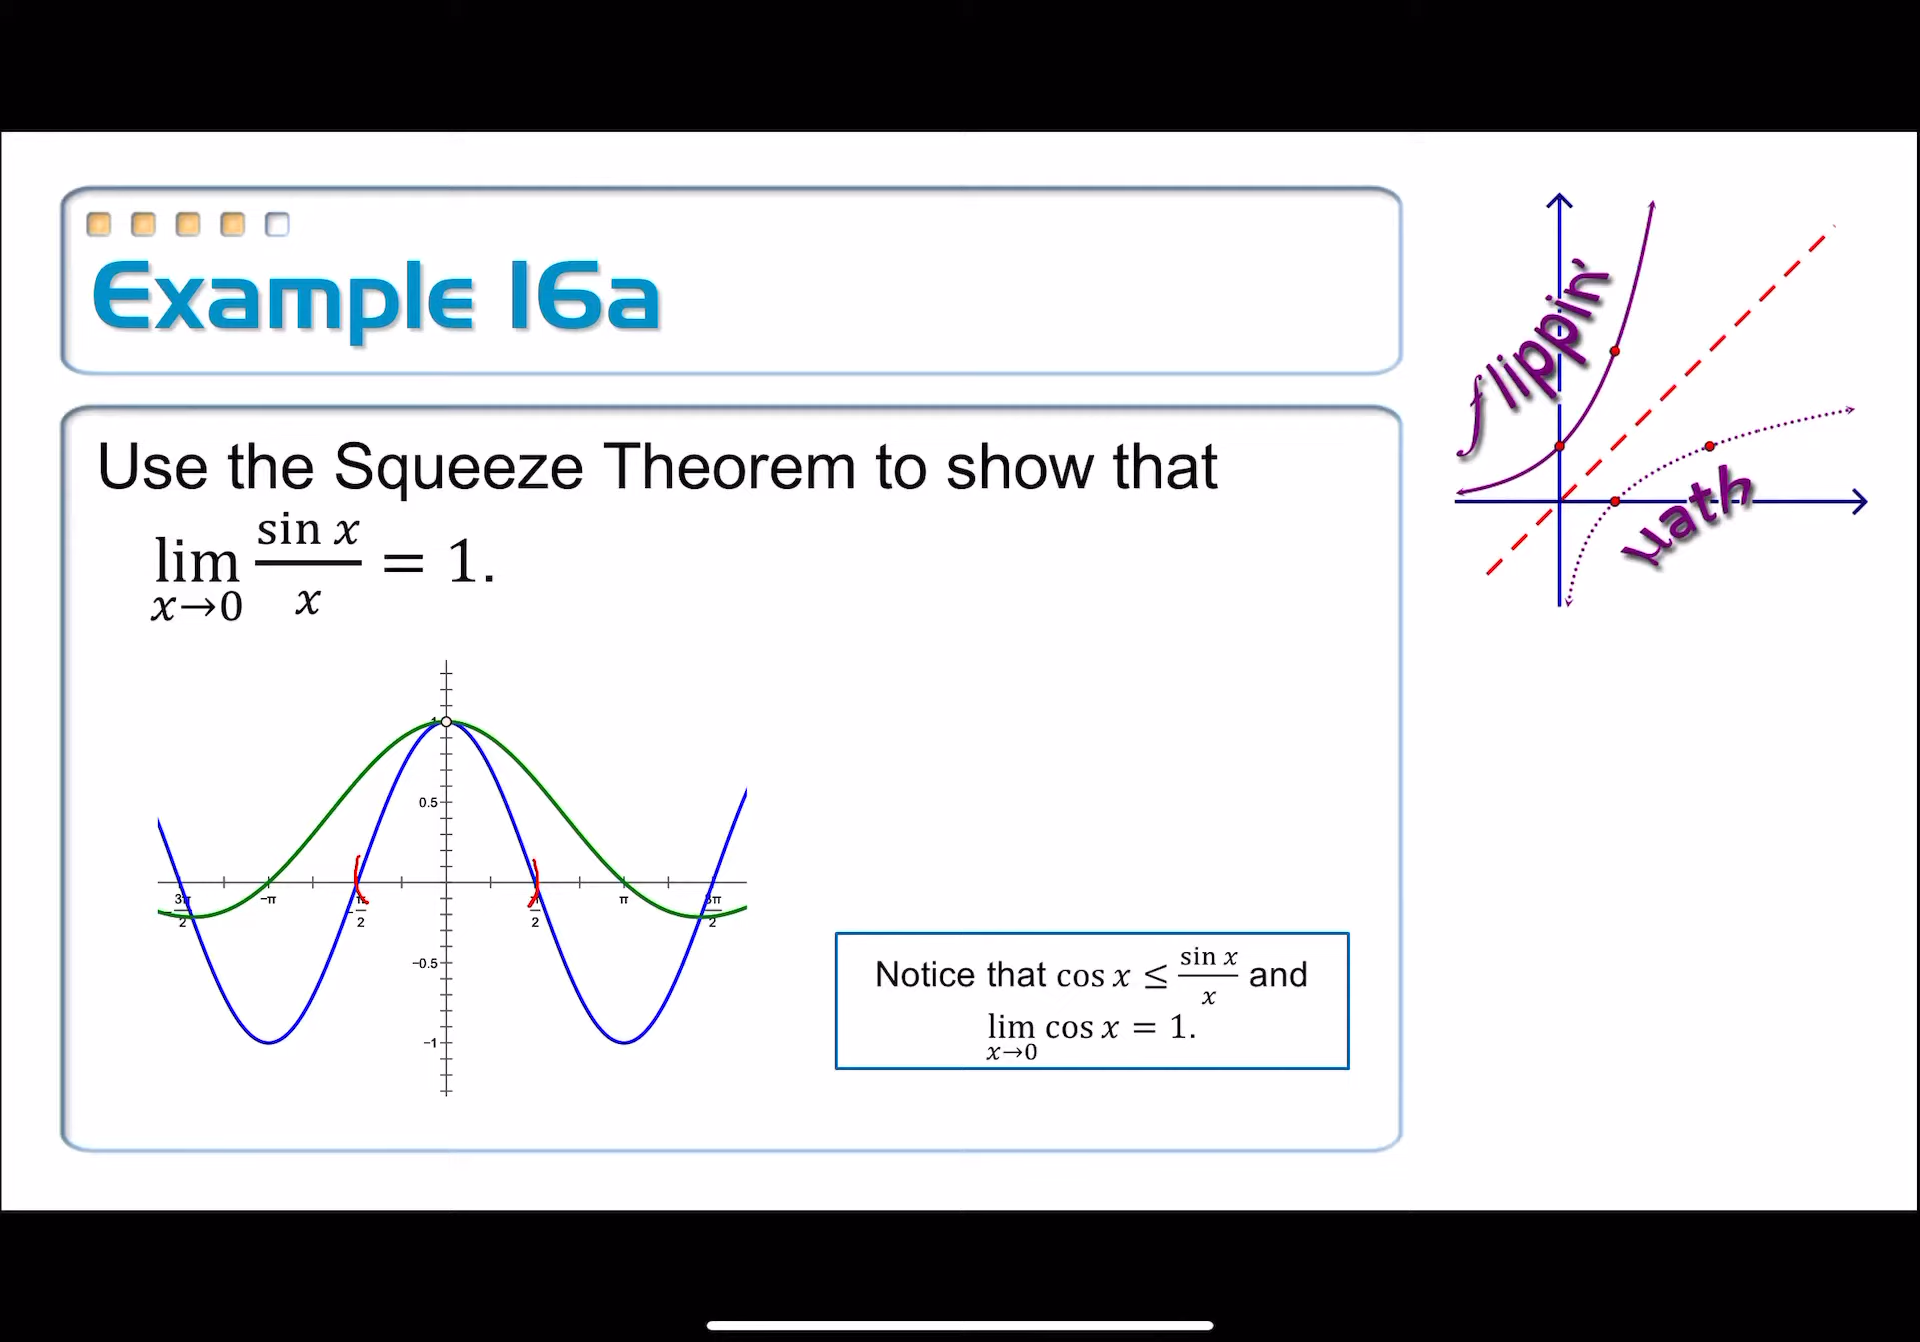 Example 16a
flippin'
math
Use the Squeeze Theorem to show that
lim x→0 sin x / x = 1.
1
0.5
-3π/2 -π -π/2 π/2 π 3π/2
-0.5
-1
Notice that cos x ≤ sin x / x and
lim x→0 cos x = 1.